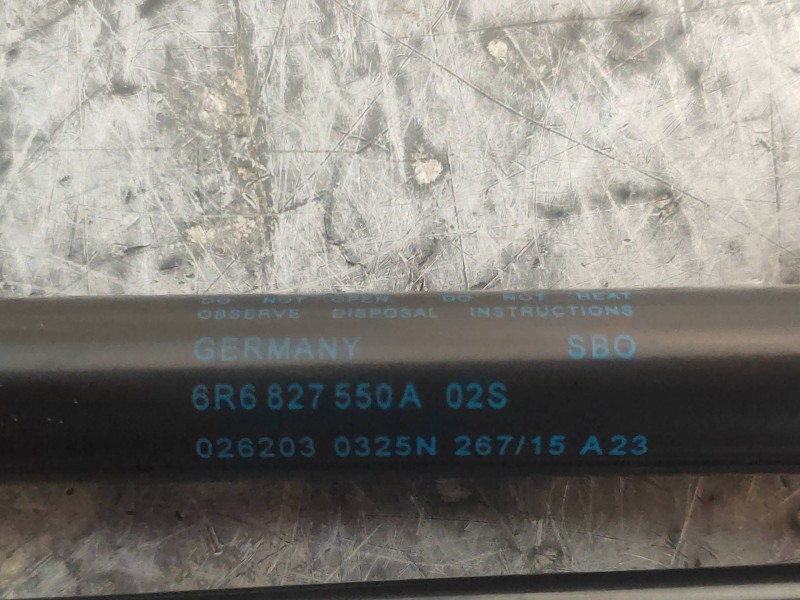 DO NOT OPEN. DO NOT HEAT
OBSERVE DISPOSAL INSTRUCTIONS
GERMANY SBO
6R6 827 550 A 02S
026203 0325N 267/15 A23